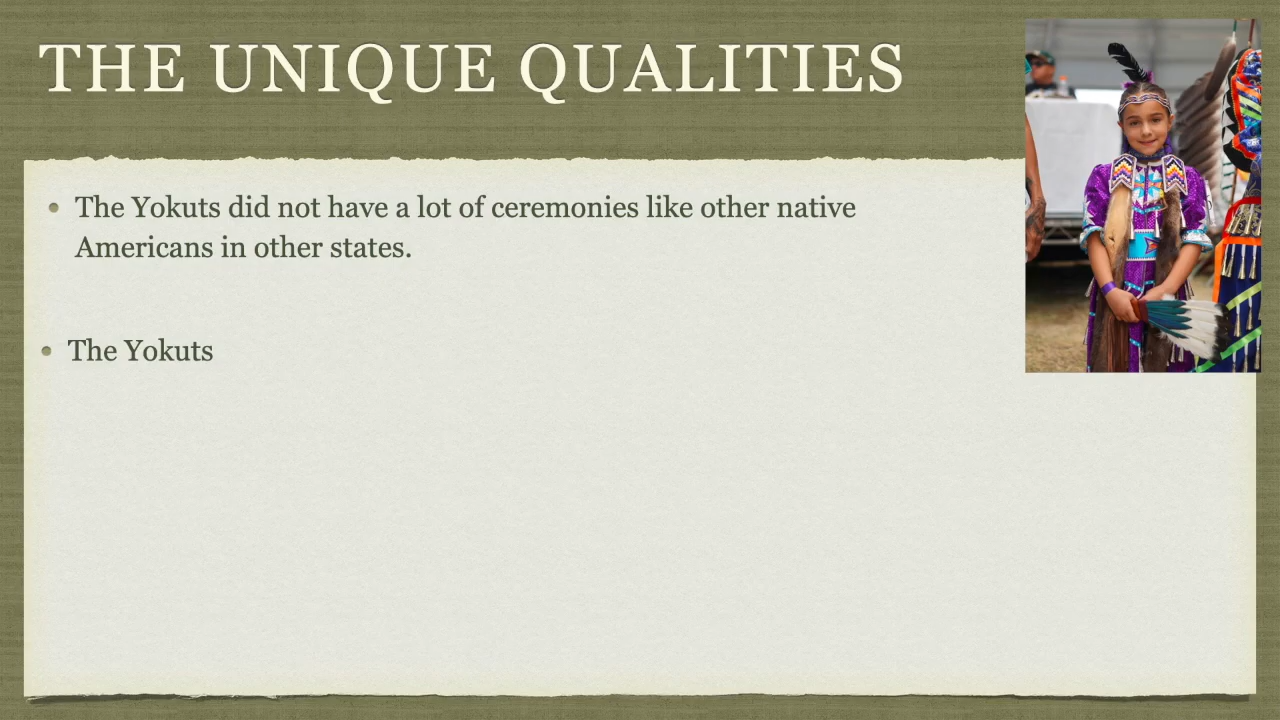 THE UNIQUE QUALITIES
The Yokuts did not have a lot of ceremonies like other native
Americans in other states.
The Yokuts